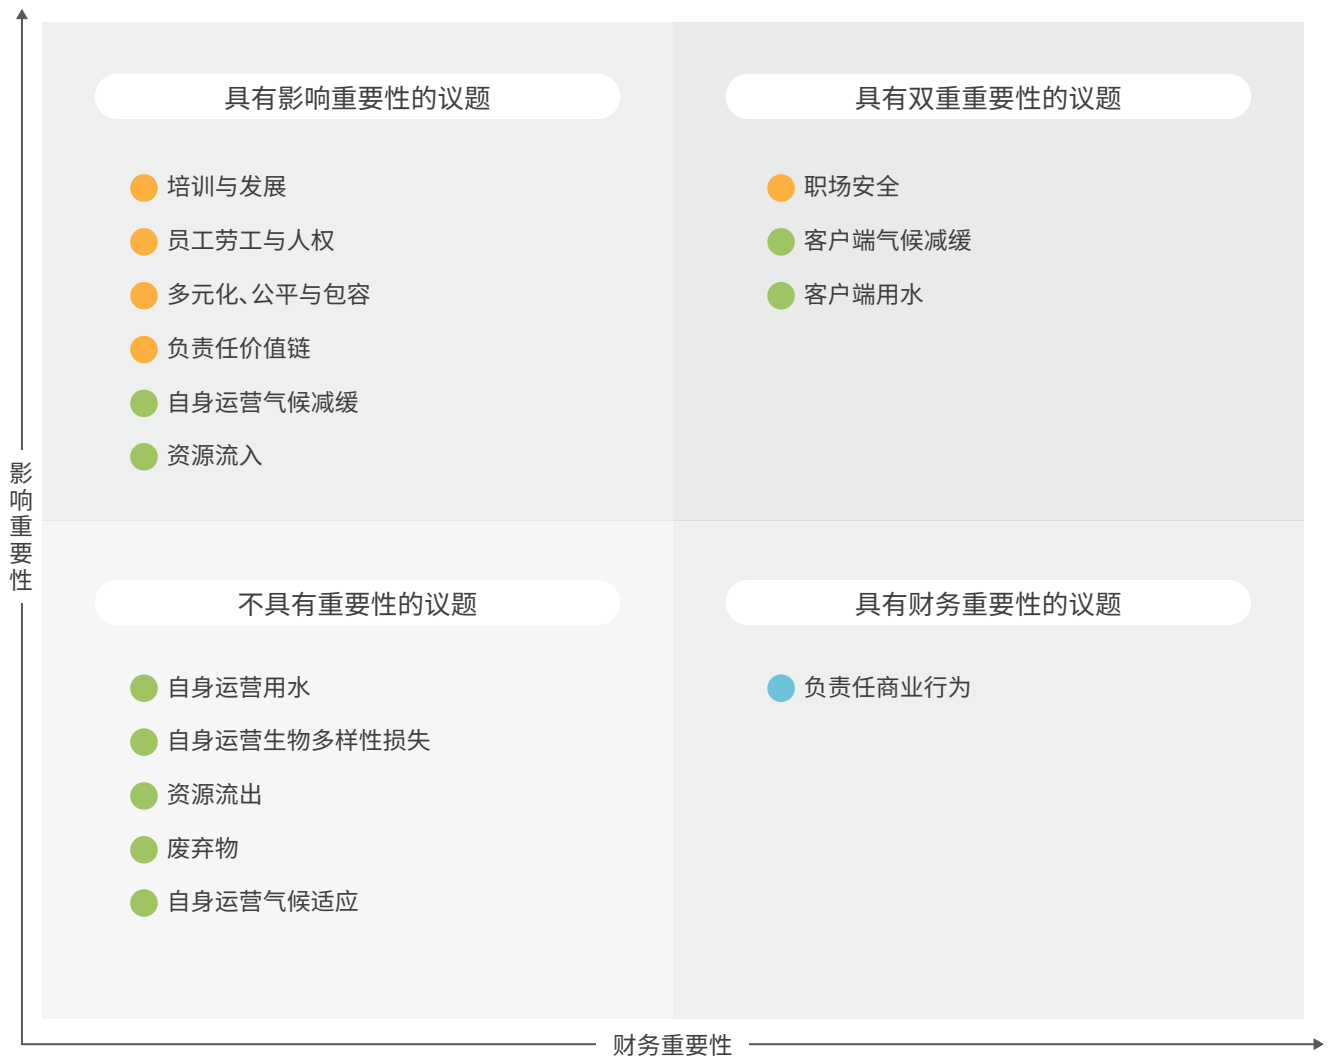 具有影响重要性的议题
培训与发展
员工劳工与人权
多元化、公平与包容
负责任价值链
自身运营气候减缓
资源流入
具有双重重要性的议题
职场安全
客户端气候减缓
客户端用水
不具有重要性的议题
自身运营用水
自身运营生物多样性损失
资源流出
废弃物
自身运营气候适应
具有财务重要性的议题
负责任商业行为
影响重要性
财务重要性